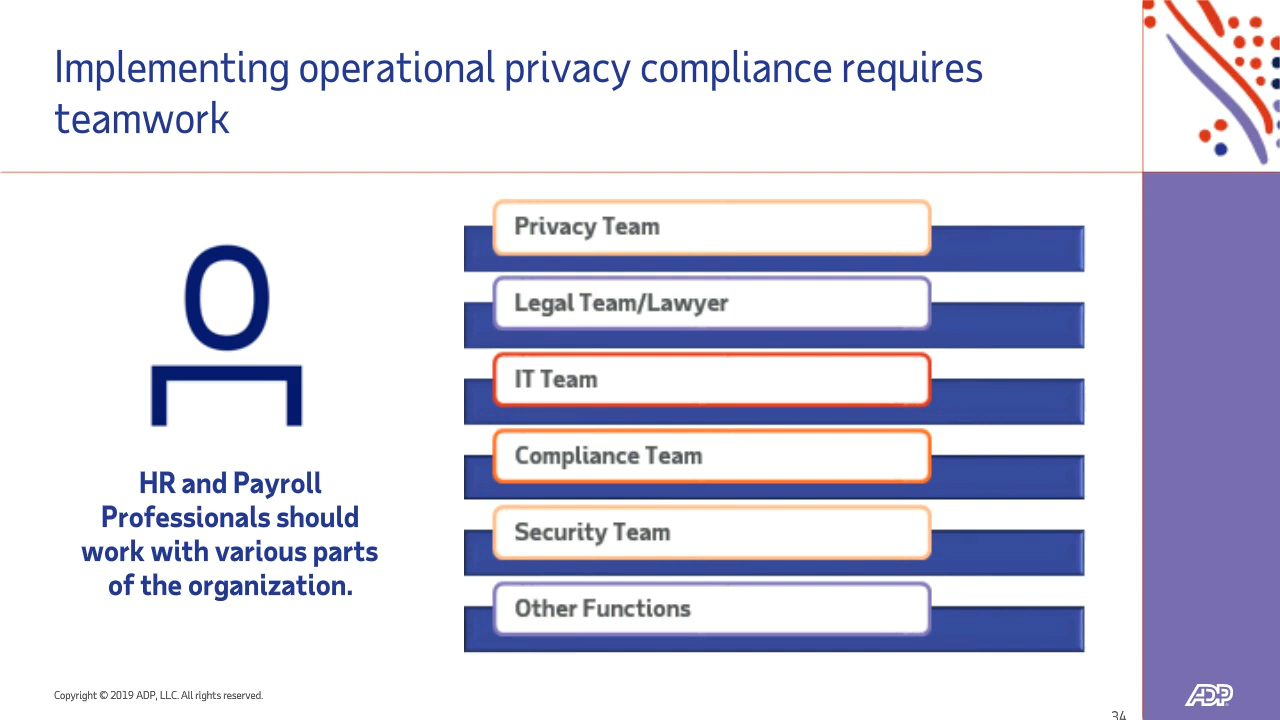 Implementing operational privacy compliance requires
teamwork
Privacy Team
Legal Team/Lawyer
IT Team
Compliance Team
Security Team
Other Functions
HR and Payroll
Professionals should
work with various parts
of the organization.
Copyright © 2019 ADP, LLC. All rights reserved.
34
ADP